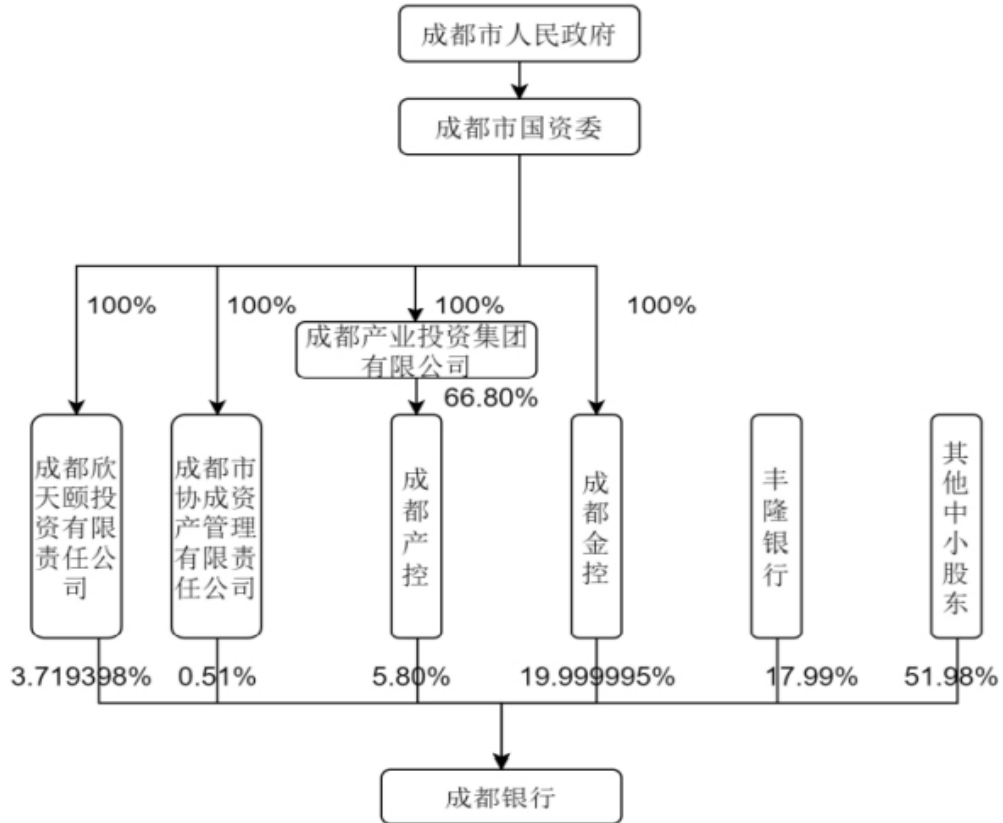 成都市人民政府
成都市国资委
100%
100%
100%
100%
成都产业投资集团
有限公司
66.80%
成都欣
天颐投
资有限
责任公
司
成都市
协成资
产管理
有限责
任公司
成都产控
成都金控
丰隆银行
其他中小股东
3.719398%
0.51%
5.80%
19.999995%
17.99%
51.98%
成都银行